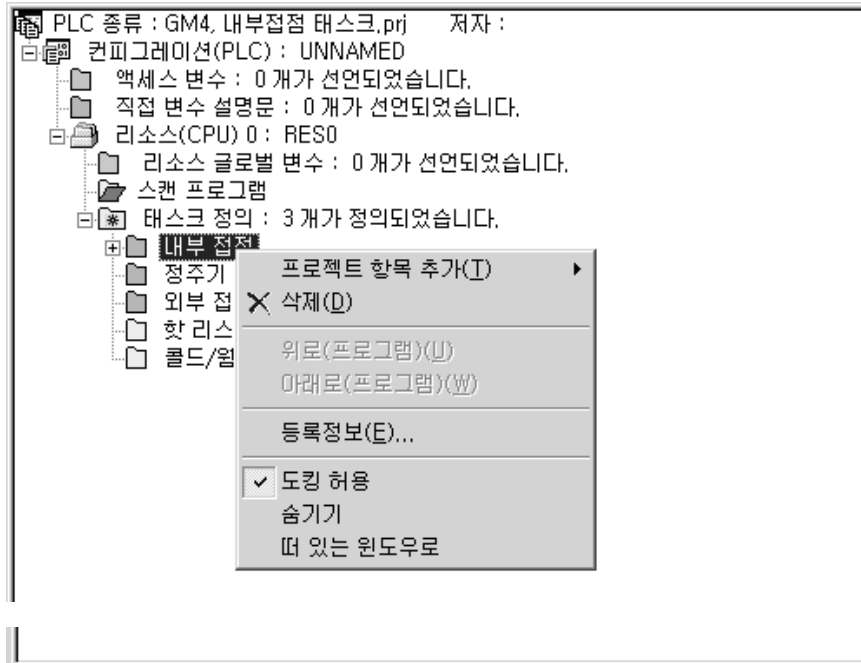 PLC 종류 : GM4, 내부접점 태스크.prj 저자 :
컨피그레이션(PLC) : UNNAMED
액세스 변수 : 0 개가 선언되었습니다.
직접 변수 설명문 : 0 개가 선언되었습니다.
리소스(CPU) 0 : RES0
리소스 글로벌 변수 : 0 개가 선언되었습니다.
스캔 프로그램
태스크 정의 : 3 개가 정의되었습니다.
내부 접점
정주기
외부 접
핫 리스
콜드/웜
프로젝트 항목 추가(T)
삭제(D)
위로(프로그램)(U)
아래로(프로그램)(W)
등록정보(E)...
도킹 허용
숨기기
떠 있는 윈도우로